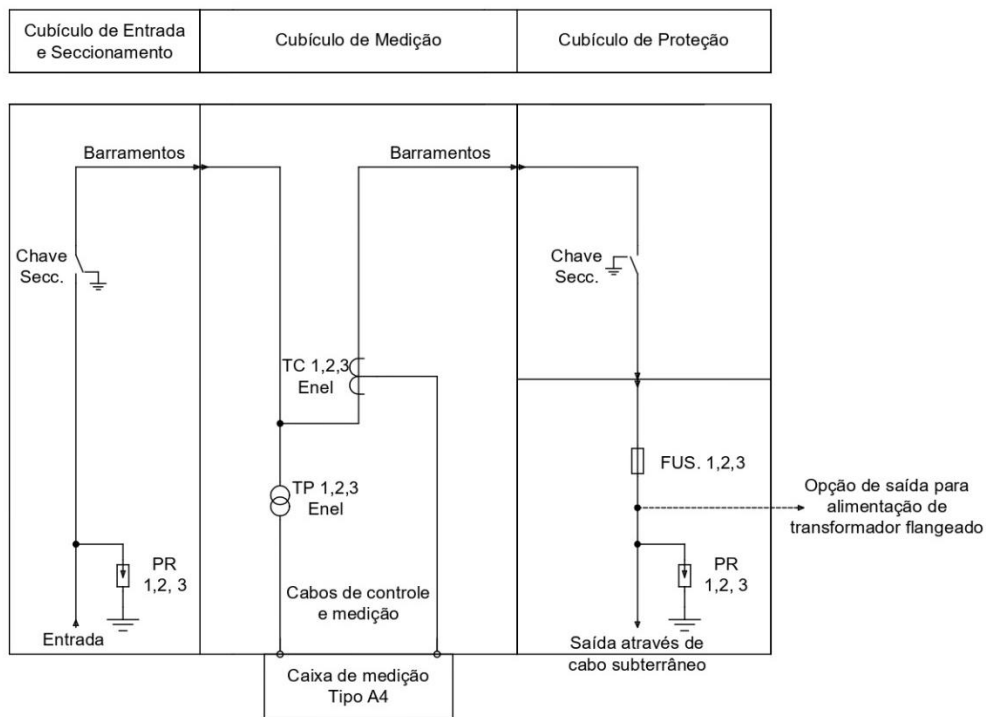 Cubículo de Entrada
e Seccionamento
Cubículo de Medição
Cubículo de Proteção
Barramentos
Barramentos
Chave
Secc.
Chave
Secc.
TC 1,2,3
Enel
TP 1,2,3
Enel
FUS. 1,2,3
Opção de saída para
alimentação de
transformador flangeado
PR
1,2, 3
PR
1,2, 3
Cabos de controle
e medição
Entrada
Saída através de
cabo subterrâneo
Caixa de medição
Tipo A4